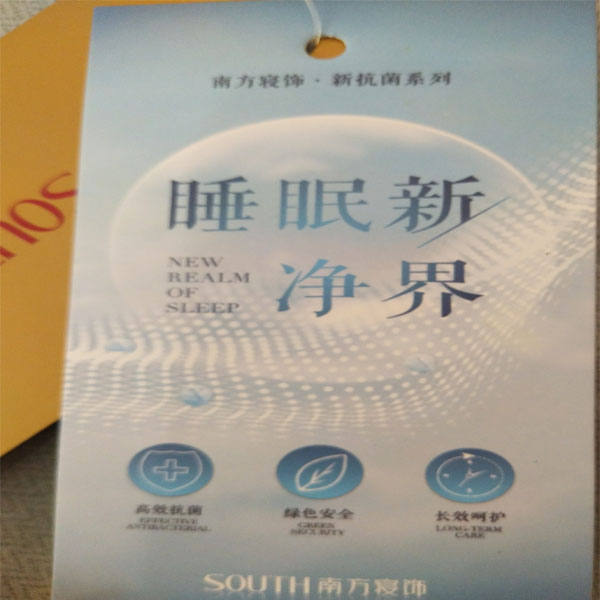 南方寝饰·新抗菌系列
睡眠新
净界
NEW
REALM
OF
SLEEP
高效抗菌
EFFECTIVE
ANTIBACTERIAL
绿色安全
GREEN
SECURITY
长效呵护
LONG-TERM
CARE
SOUTH 南方寝饰